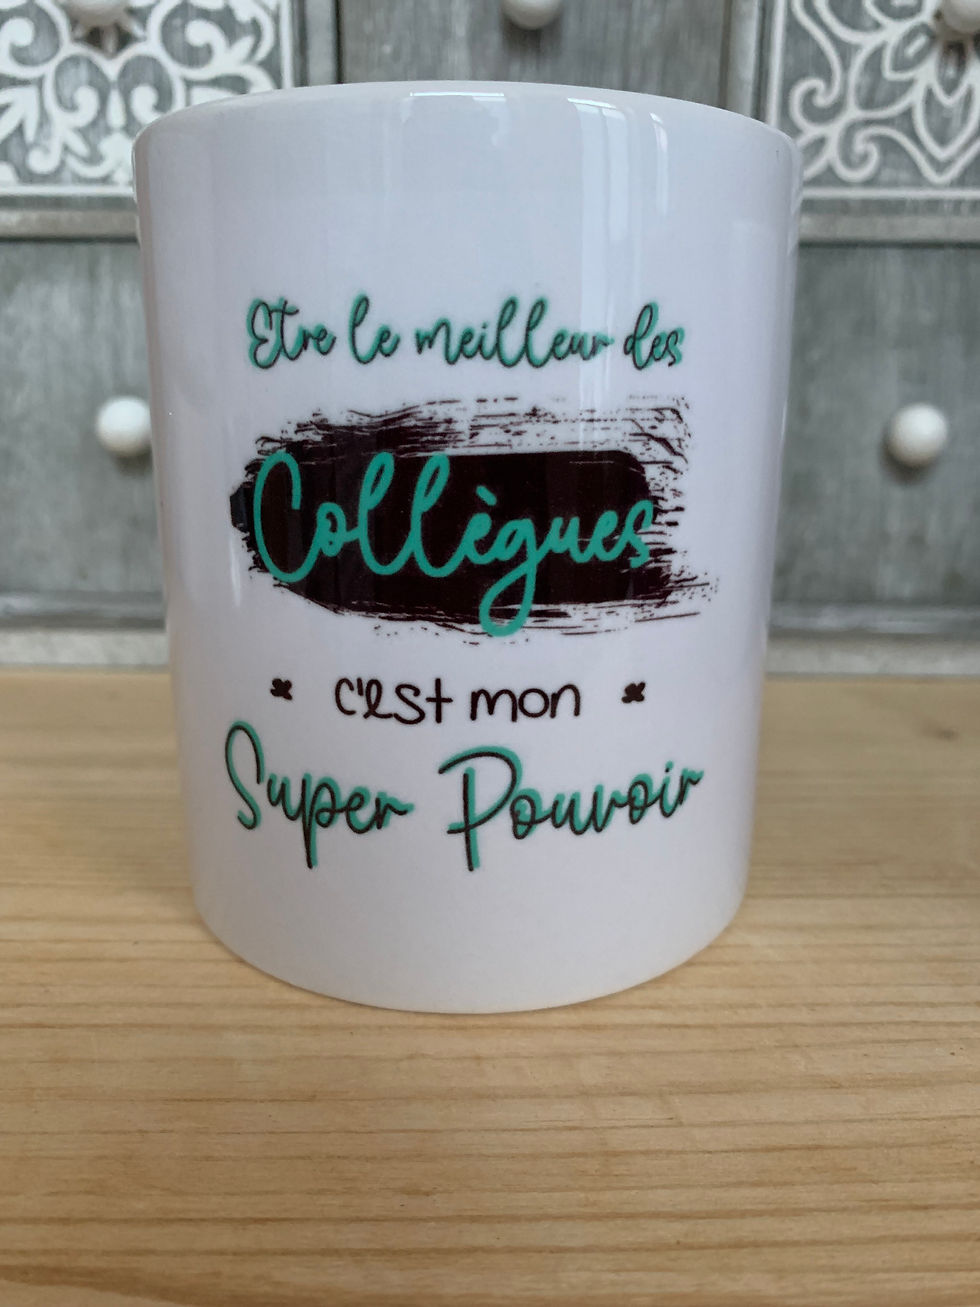 Etre le meilleur des
Collègues
c'est mon
Super Pouvoir